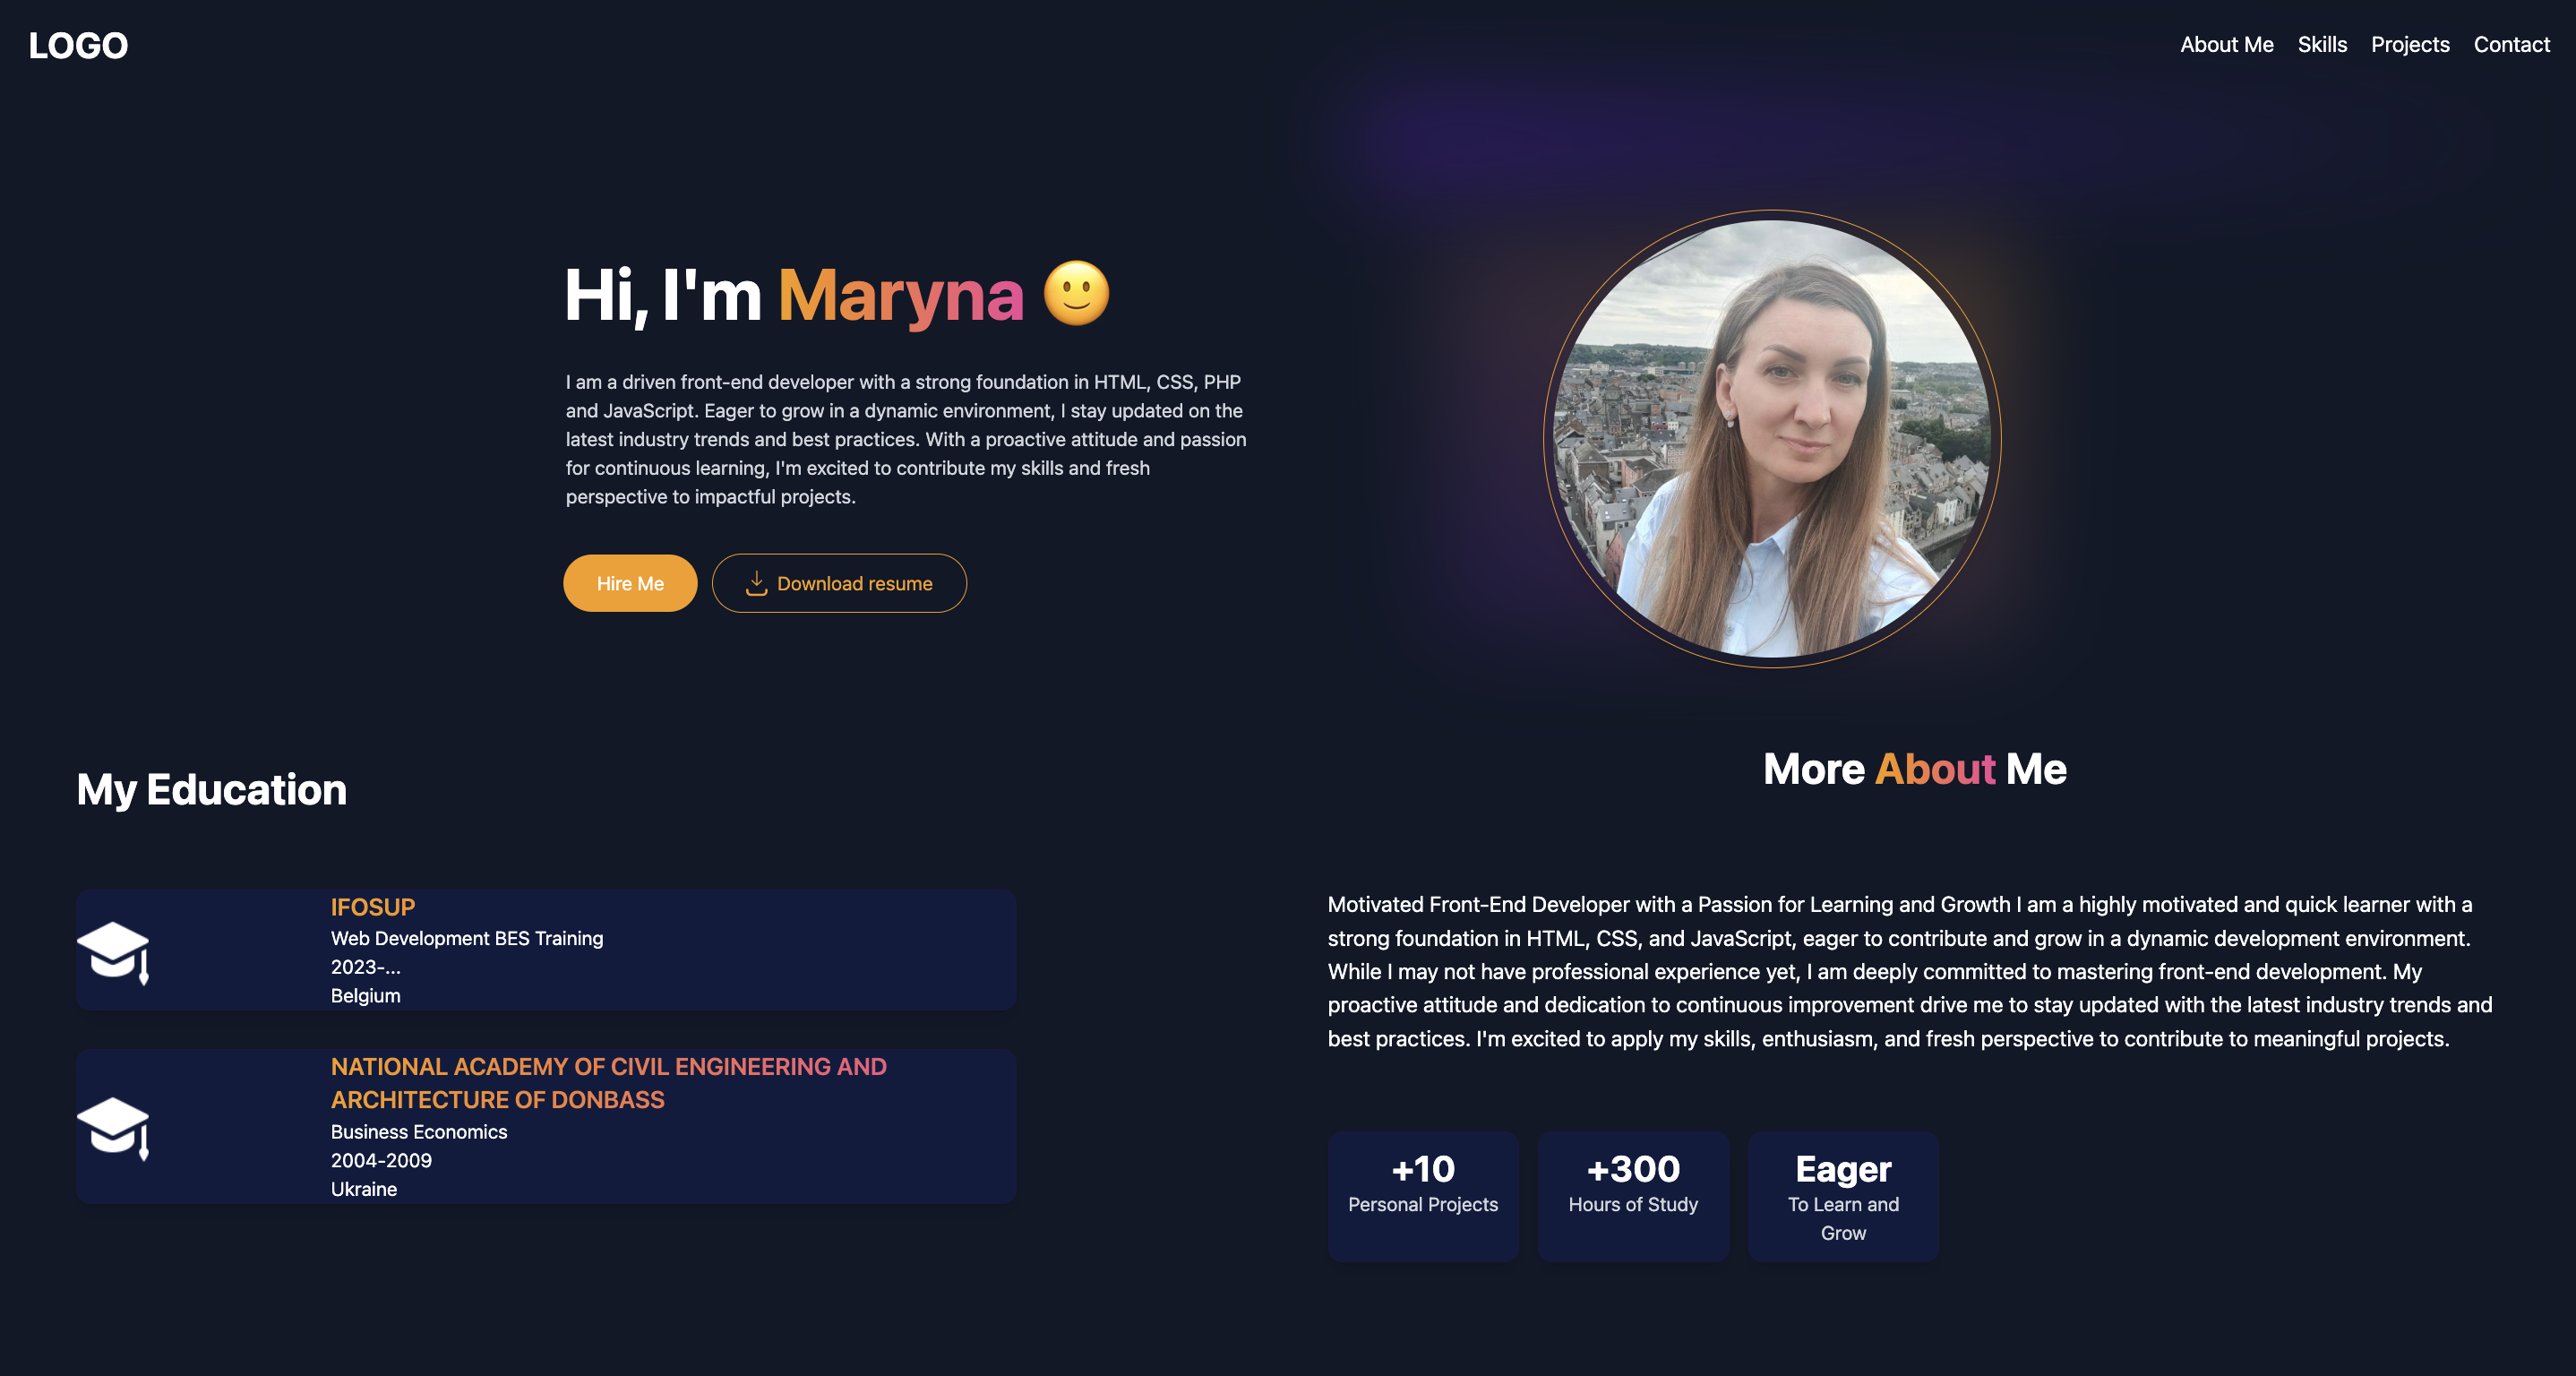 LOGO
About Me
Skills
Projects
Contact
Hi, I'm Maryna 🙂
I am a driven front-end developer with a strong foundation in HTML, CSS, PHP
and JavaScript. Eager to grow in a dynamic environment, I stay updated on the
latest industry trends and best practices. With a proactive attitude and passion
for continuous learning, I'm excited to contribute my skills and fresh
perspective to impactful projects.
Hire Me
Download resume
My Education
IFOSUP
Web Development BES Training
2023-...
Belgium
NATIONAL ACADEMY OF CIVIL ENGINEERING AND
ARCHITECTURE OF DONBASS
Business Economics
2004-2009
Ukraine
More About Me
Motivated Front-End Developer with a Passion for Learning and Growth I am a highly motivated and quick learner with a
strong foundation in HTML, CSS, and JavaScript, eager to contribute and grow in a dynamic development environment.
While I may not have professional experience yet, I am deeply committed to mastering front-end development. My
proactive attitude and dedication to continuous improvement drive me to stay updated with the latest industry trends and
best practices. I'm excited to apply my skills, enthusiasm, and fresh perspective to contribute to meaningful projects.
+10
Personal Projects
+300
Hours of Study
Eager
To Learn and
Grow